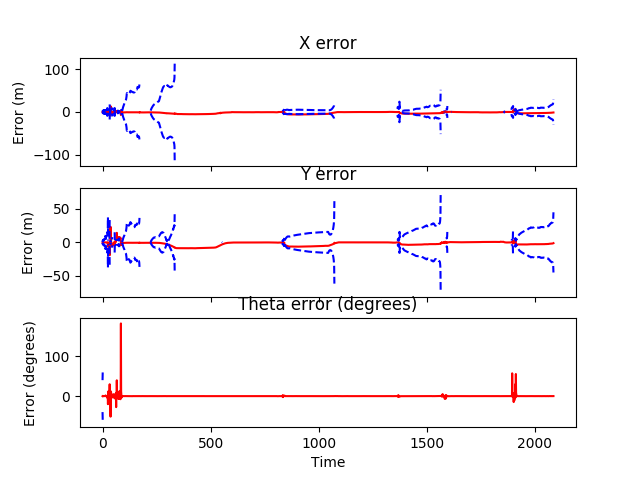 X error
100
0
−100
Error (m)
Y error
50
0
−50
Error (m)
Theta error (degrees)
100
0
Error (degrees)
0
500
1000
1500
2000
Time